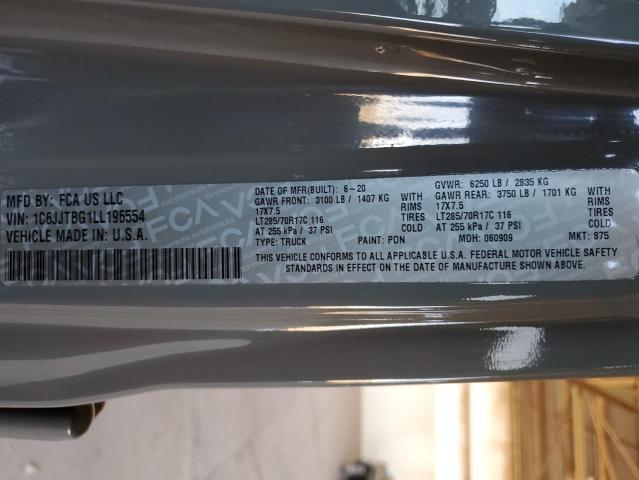 MFD BY: FCA US LLC
VIN: 1C6JJTBG1LL196554
VEHICLE MADE IN: U.S.A.
DATE OF MFR(BUILT): 6-20 GVWR: 6250 LB / 2835 KG
GAWR FRONT: 3100 LB / 1407 KG WITH GAWR REAR: 3750 LB / 1701 KG WITH
17X7.5 RIMS 17X7.5 RIMS
LT285/70R17C 116 TIRES LT285/70R17C 116 TIRES
AT 255 kPa / 37 PSI COLD AT 255 kPa / 37 PSI COLD
TYPE: TRUCK PAINT: PDN MDH: 060909 MKT: 875
THIS VEHICLE CONFORMS TO ALL APPLICABLE U.S.A. FEDERAL MOTOR VEHICLE SAFETY
STANDARDS IN EFFECT ON THE DATE OF MANUFACTURE SHOWN ABOVE.